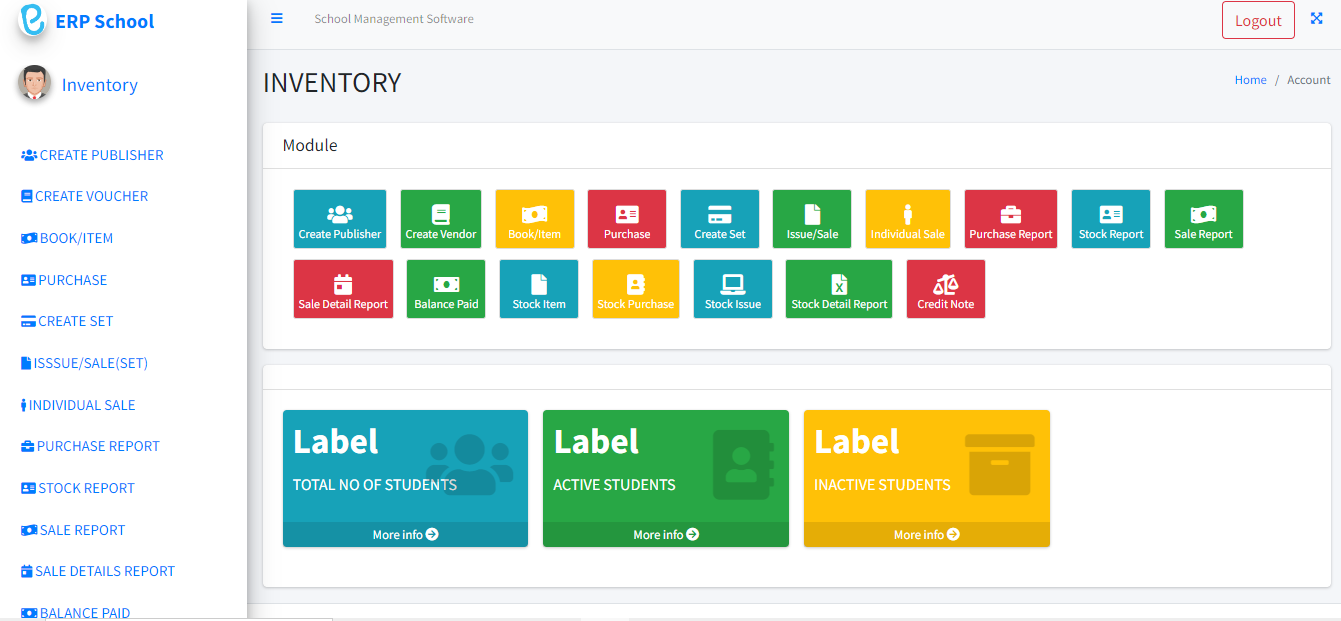 ERP School
School Management Software
Logout
Inventory
INVENTORY
Home / Account
CREATE PUBLISHER
CREATE VOUCHER
BOOK/ITEM
PURCHASE
CREATE SET
ISSSUE/SALE(SET)
INDIVIDUAL SALE
PURCHASE REPORT
STOCK REPORT
SALE REPORT
SALE DETAILS REPORT
BALANCE PAID
Module
Create Publisher
Create Vendor
Book/Item
Purchase
Create Set
Issue/Sale
Individual Sale
Purchase Report
Stock Report
Sale Report
Sale Detail Report
Balance Paid
Stock Item
Stock Purchase
Stock Issue
Stock Detail Report
Credit Note
Label
TOTAL NO OF STUDENTS
More info
Label
ACTIVE STUDENTS
More info
Label
INACTIVE STUDENTS
More info